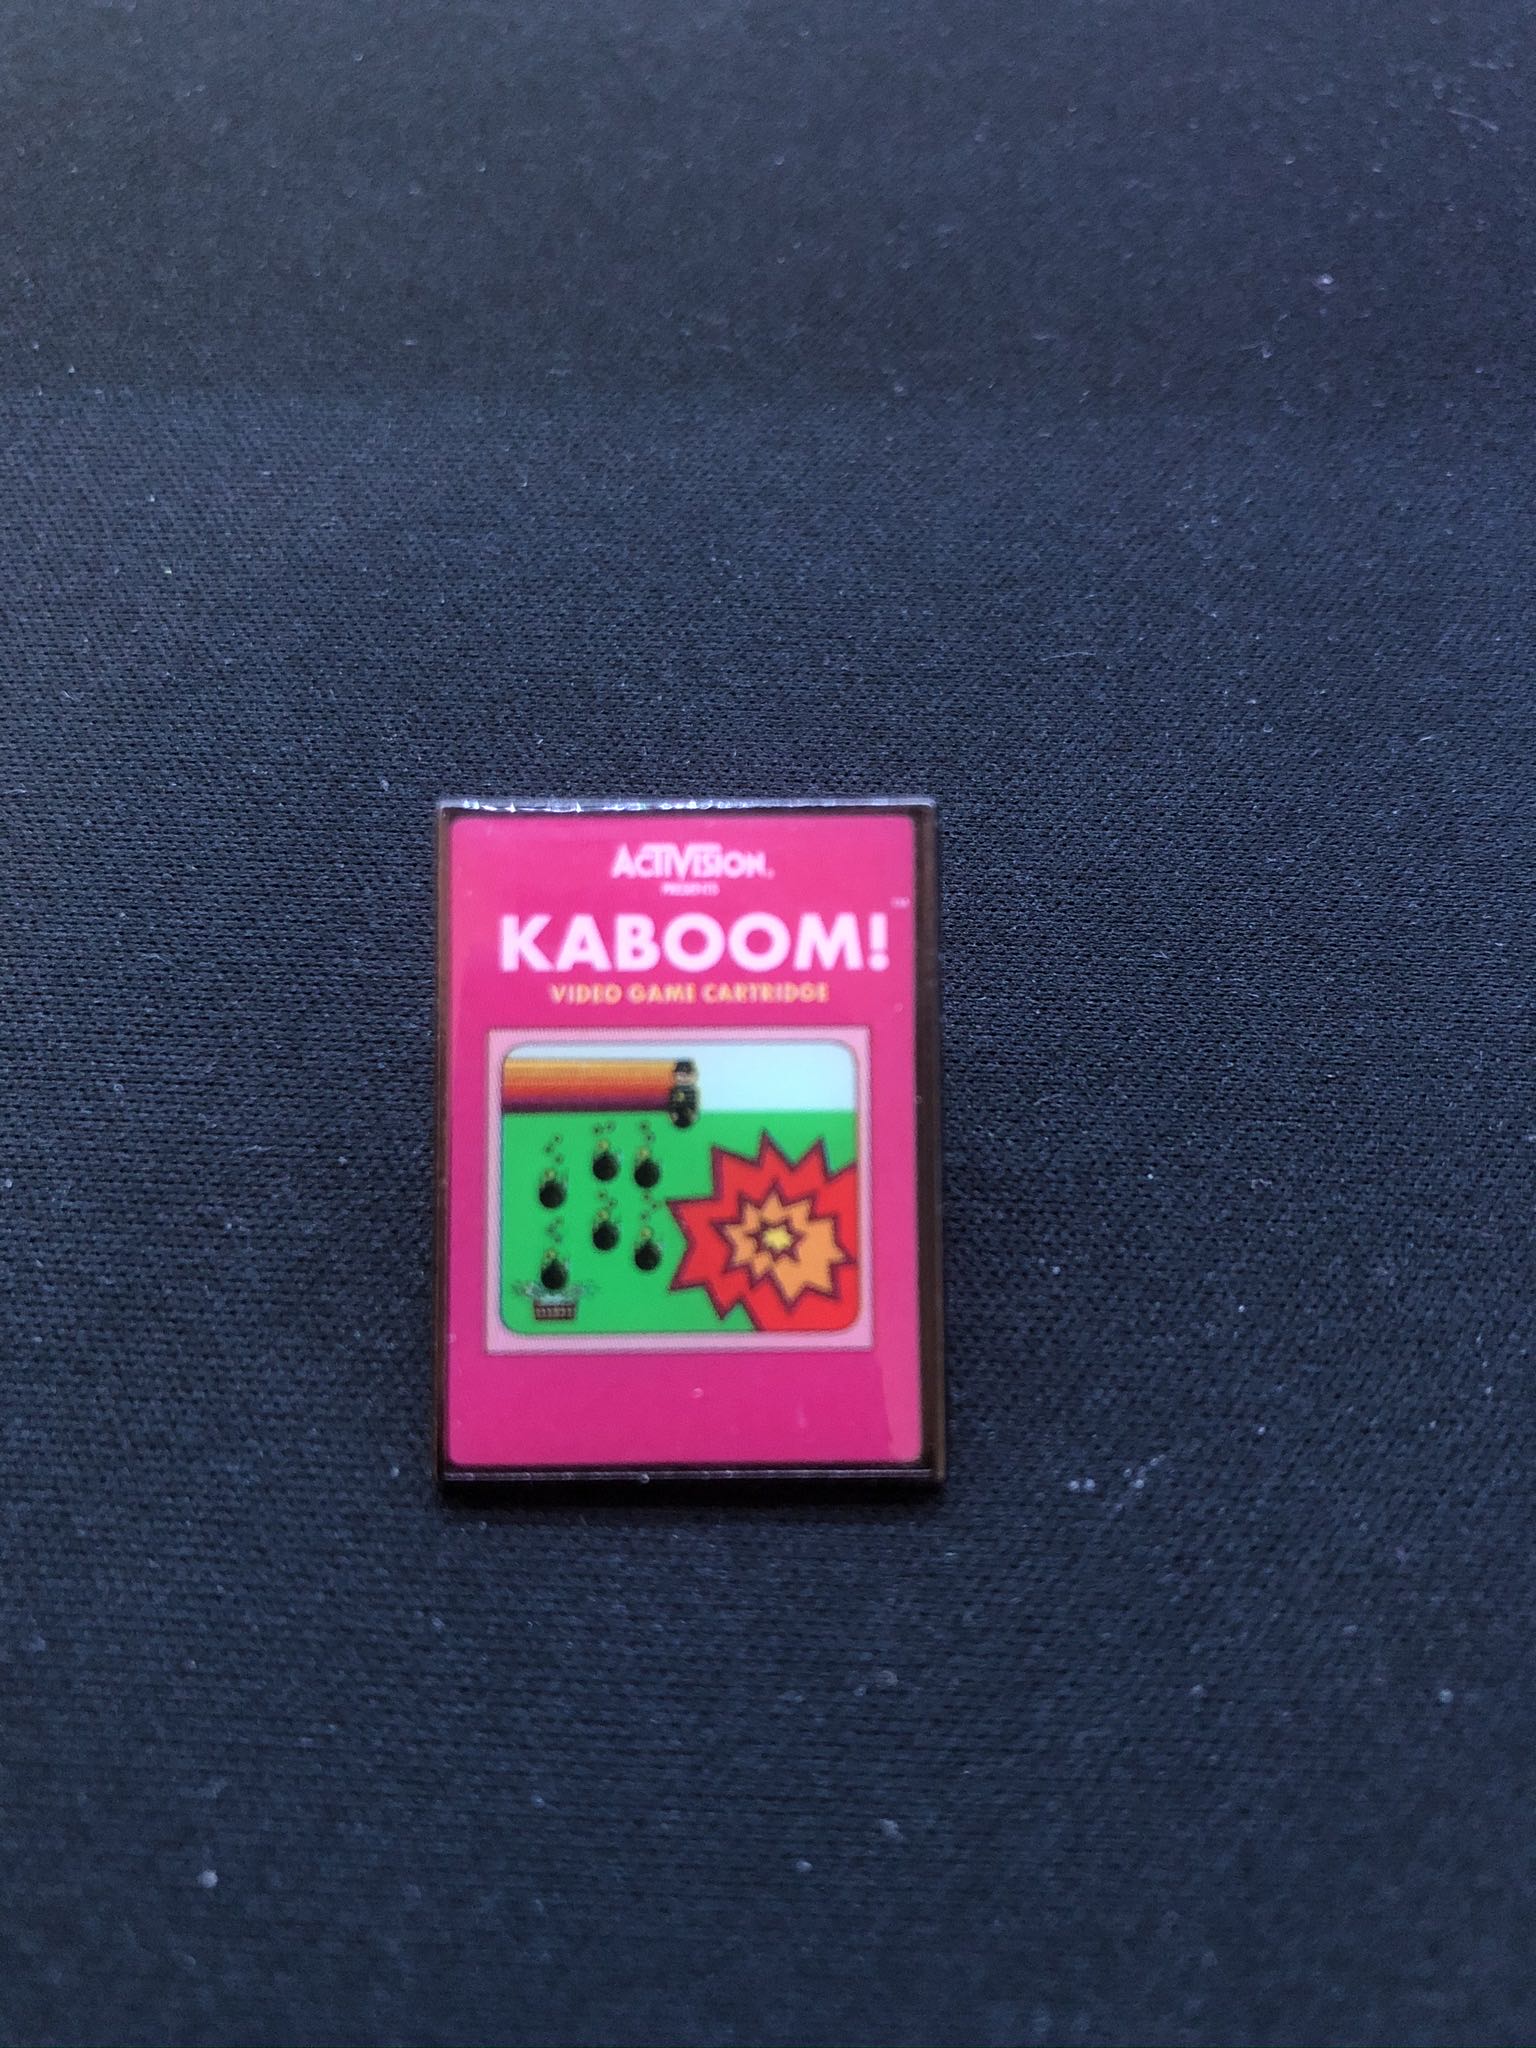 ACTIVISION®
PRESENTS
KABOOM!™
VIDEO GAME CARTRIDGE